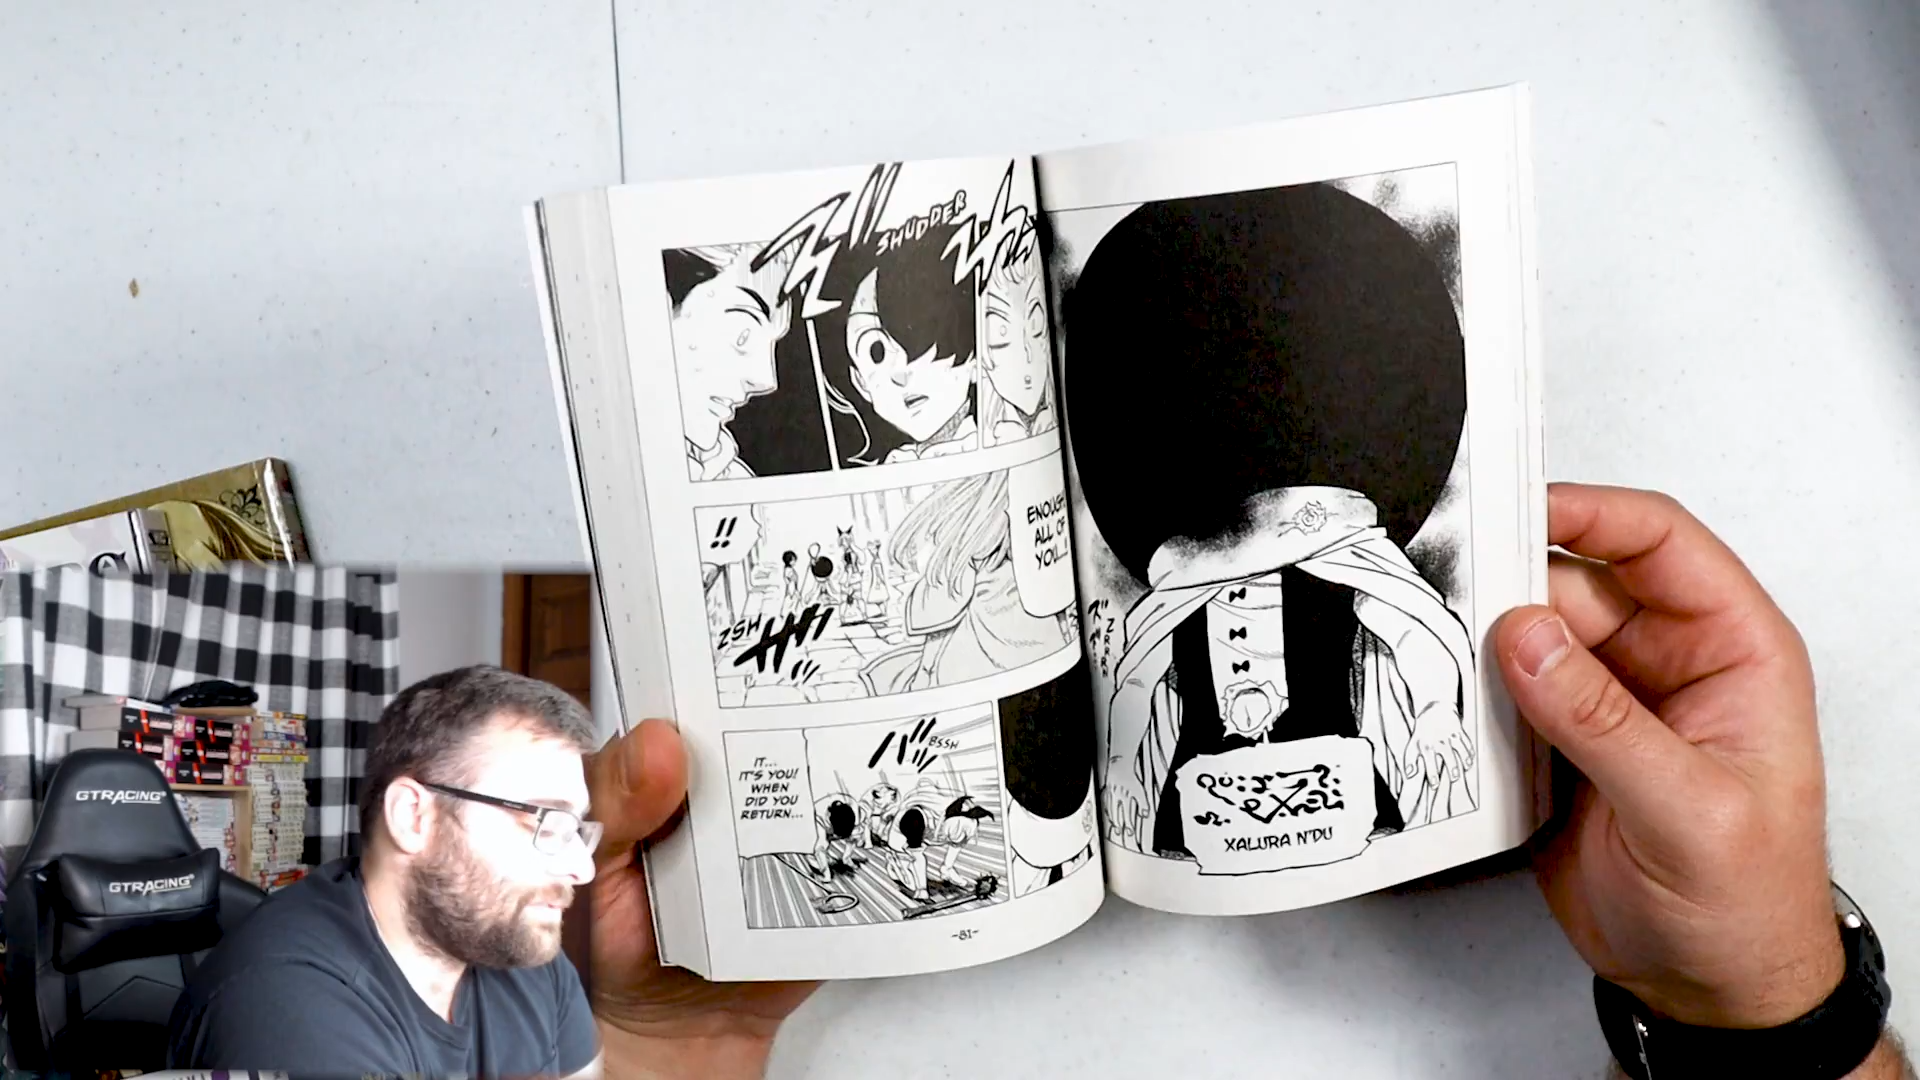 SHUDDER
!!
ENOUGH
ALL OF
YOU...!
ZSH
BSSH
IT...
IT'S YOU!
WHEN
DID YOU
RETURN...
-81-
XALURA N'DU
GTRACING
GTRACING